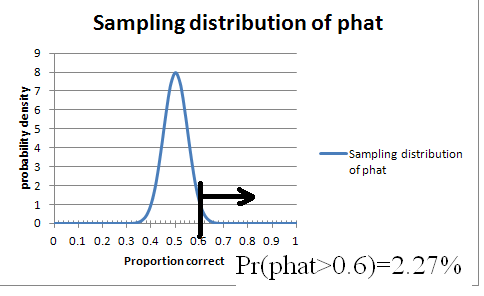 Sampling distribution of phat
probability density
9
8
7
6
5
4
3
2
1
0
0 0.1 0.2 0.3 0.4 0.5 0.6 0.7 0.8 0.9 1
Proportion correct
Sampling distribution
of phat
Pr(phat>0.6)=2.27%